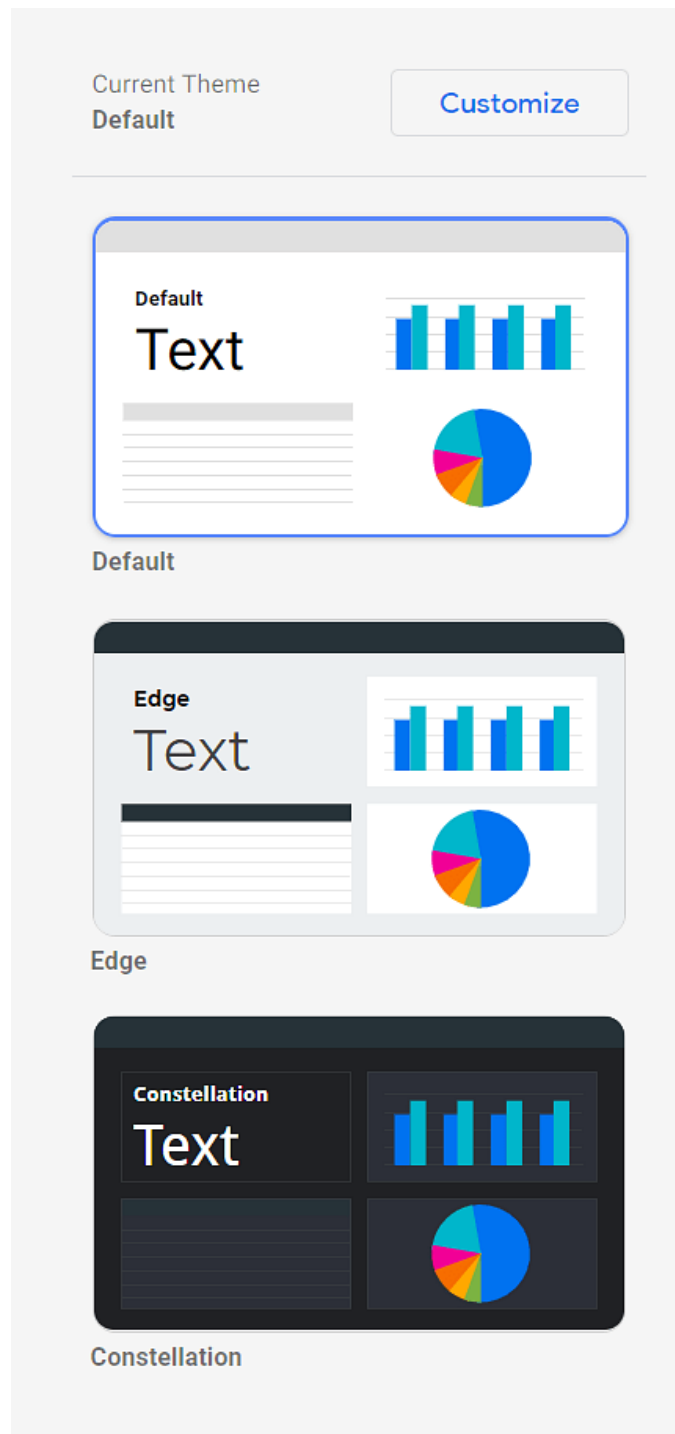 Current Theme
Default
Customize
Default
Text
Default
Edge
Text
Edge
Constellation
Text
Constellation